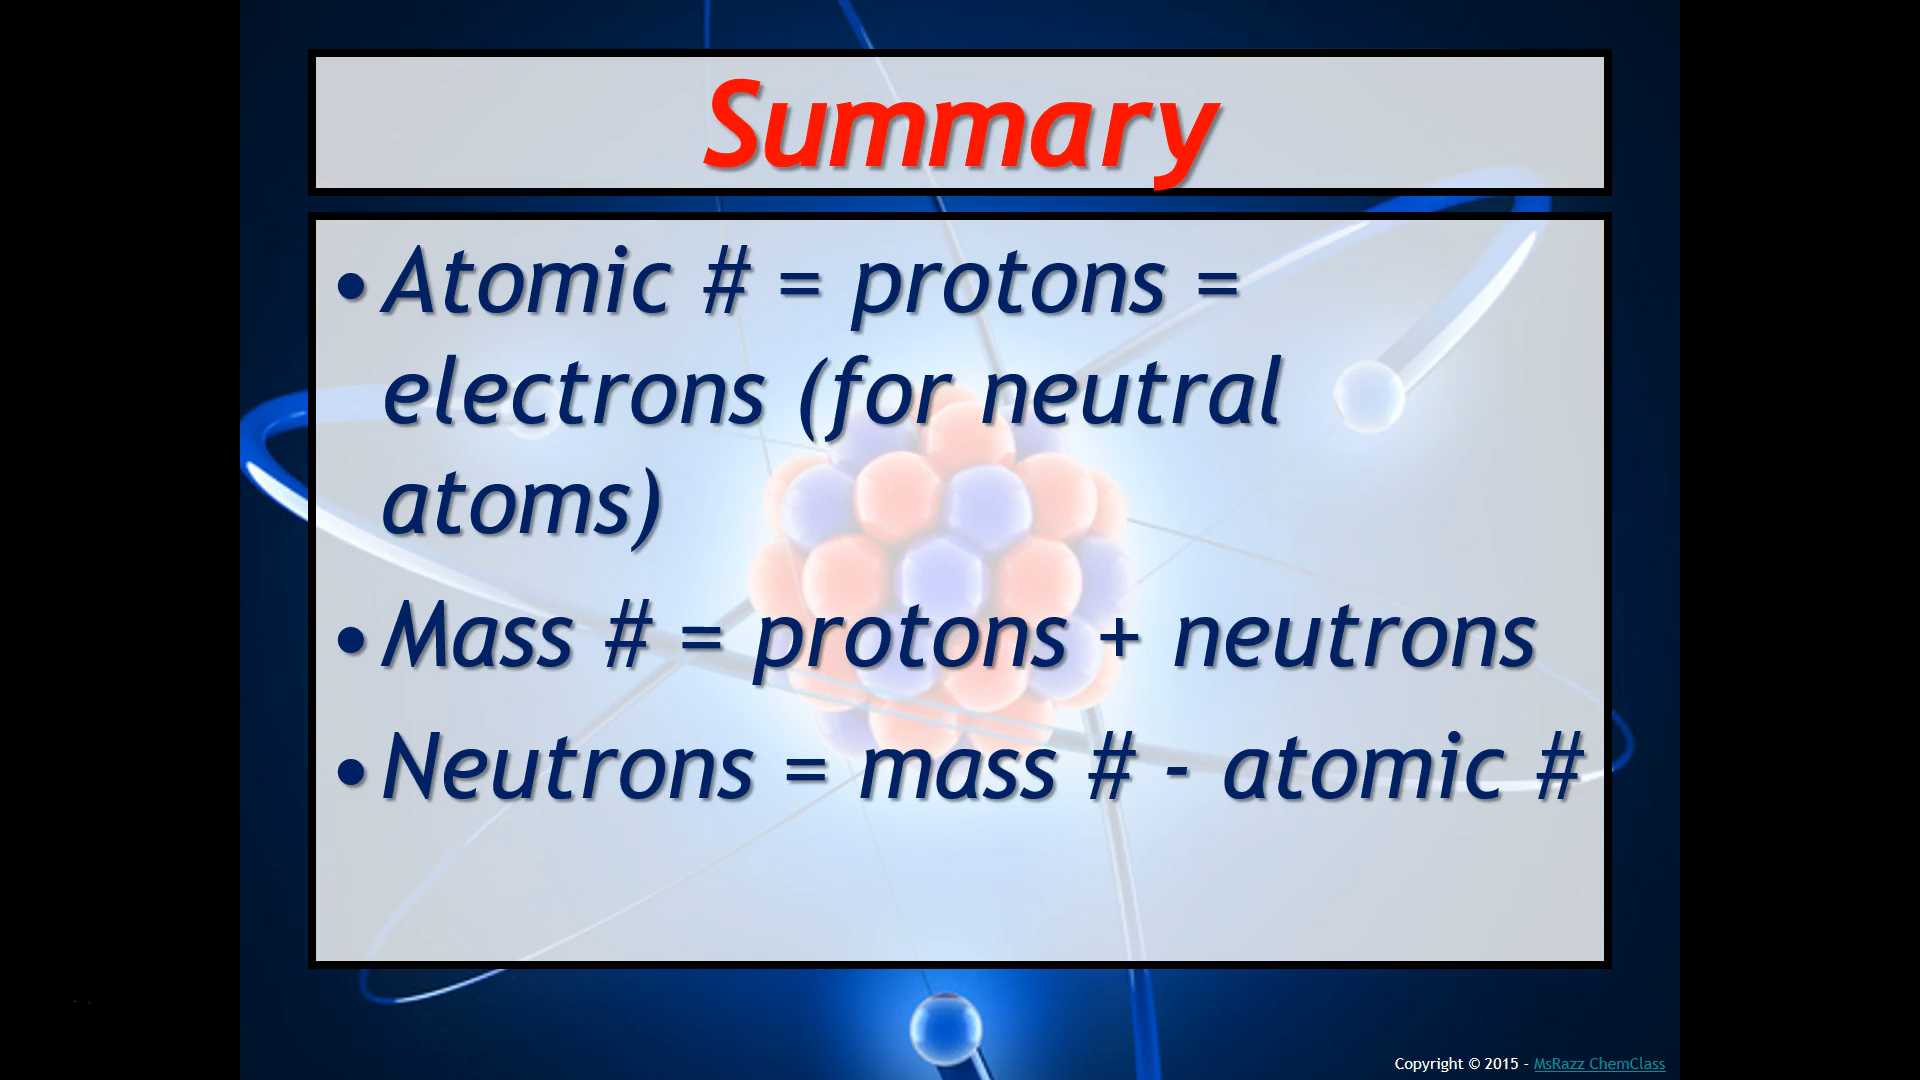 Summary
• Atomic # = protons =
electrons (for neutral
atoms)
• Mass # = protons + neutrons
• Neutrons = mass # - atomic #
Copyright © 2015 - MsRazz ChemClass